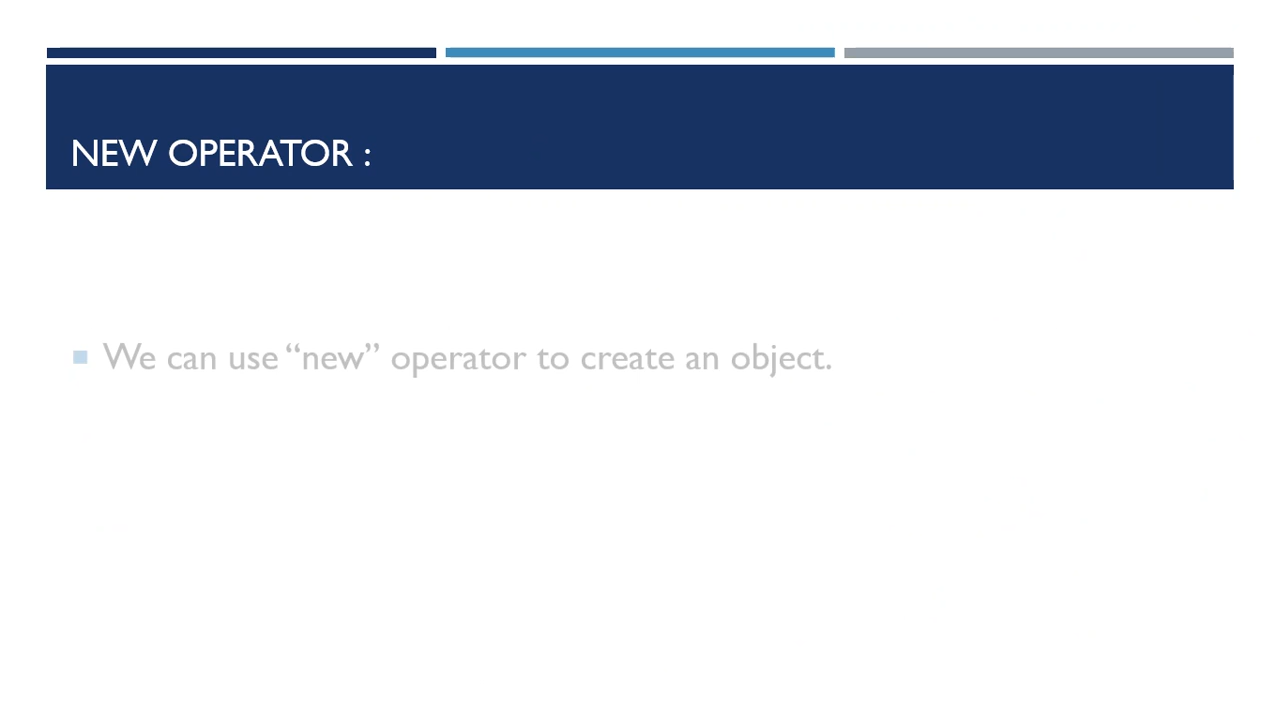 NEW OPERATOR :
We can use “new” operator to create an object.